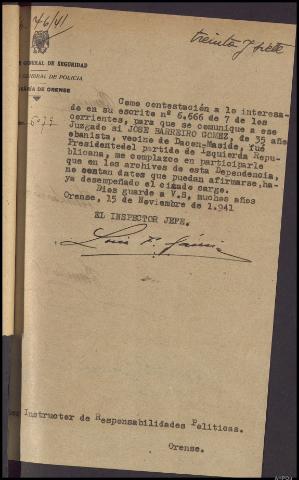 46/41
treinta y siete
GENERAL DE SEGURIDAD
GENERAL DE POLICIA
DE ORENSE
Como contestación a lo interesa-
do en su escrito nº 6.666 de 7 de los
corrientes, para que se comunique a ese
Juzgado si JOSE BARREIRO GOMEZ, de 35 años
ebanista, vecino de Dacon-Maside, fué
Presidentedel partido de Izquierda Repu-
blicana, me complazco en participarle
que en los archivos de esta Dependencia,
no constan datos que puedan afirmarse,ha-
ya desempeñado el citado cargo.
Dios guarde a V.S, muchos años
Orense, 15 de Noviembre de 1.941
EL INSPECTOR JEFE.
Instructor de Responsabilidades Politicas.
Orense.